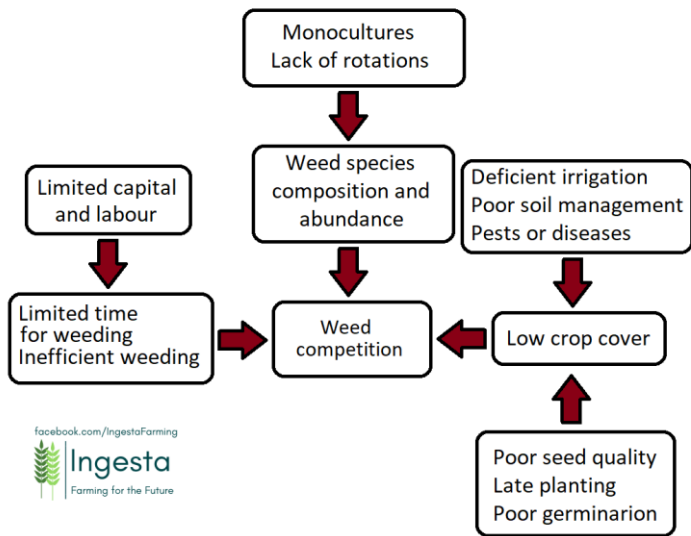 Monocultures
Lack of rotations
Weed species
composition and
abundance
Limited capital
and labour
Deficient irrigation
Poor soil management
Pests or diseases
Limited time
for weeding
Inefficient weeding
Weed
competition
Low crop cover
Poor seed quality
Late planting
Poor germinarion
facebook.com/IngestaFarming
Ingesta
Farming for the Future